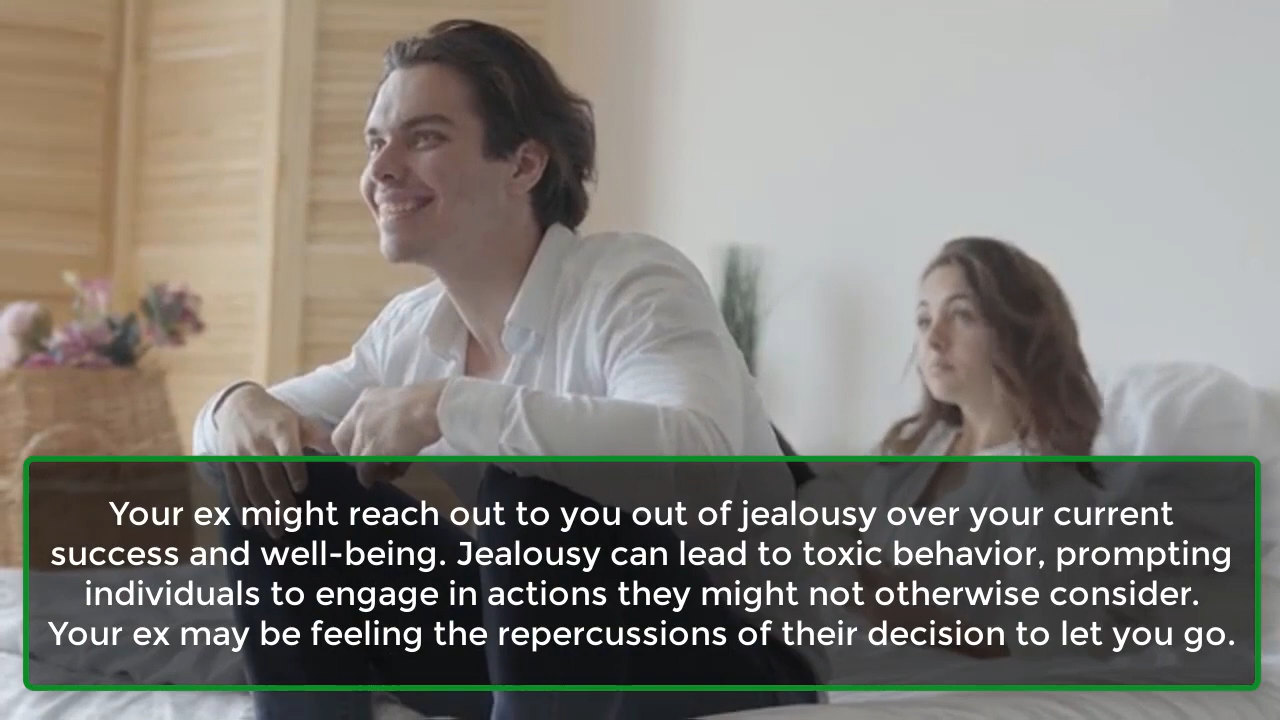 Your ex might reach out to you out of jealousy over your current
success and well-being. Jealousy can lead to toxic behavior, prompting
individuals to engage in actions they might not otherwise consider.
Your ex may be feeling the repercussions of their decision to let you go.